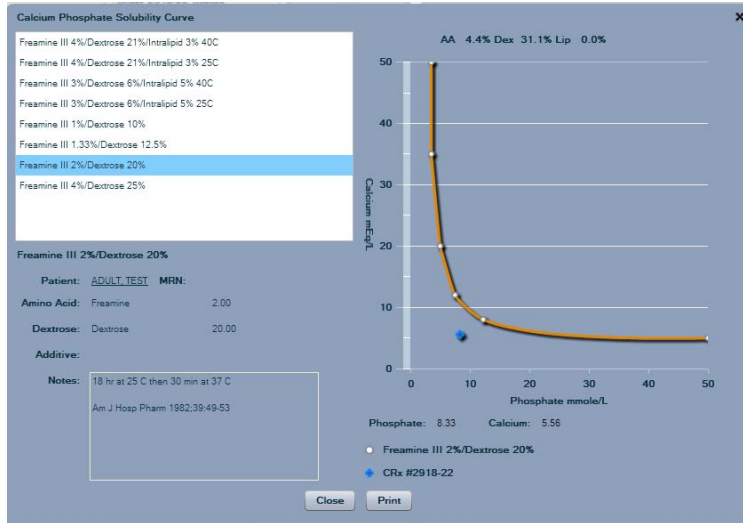 Calcium Phosphate Solubility Curve
Freamine III 4%/Dextrose 21%/Intralipid 3% 40C
Freamine III 4%/Dextrose 21%/Intralipid 3% 25C
Freamine III 3%/Dextrose 6%/Intralipid 5% 40C
Freamine III 3%/Dextrose 6%/Intralipid 5% 25C
Freamine III 1%/Dextrose 10%
Freamine III 1.33%/Dextrose 12.5%
Freamine III 2%/Dextrose 20%
Freamine III 4%/Dextrose 25%
Freamine III 2%/Dextrose 20%
Patient: ADULT, TEST MRN:
Amino Acid: Freamine 2.00
Dextrose: Dextrose 20.00
Additive:
Notes: 18 hr at 25 C then 30 min at 37 C
Am J Hosp Pharm 1982;39:49-53
AA 4.4% Dex 31.1% Lip 0.0%
50
40
30
20
10
0
Calcium mEq/L
0 10 20 30 40 50
Phosphate mmole/L
Phosphate: 8.33 Calcium: 5.56
Freamine III 2%/Dextrose 20%
CRx #2918-22
Close Print